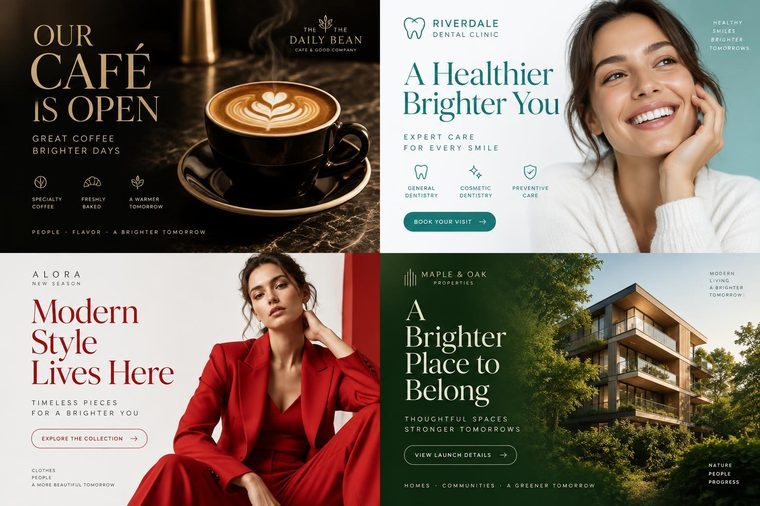 OUR
CAFÉ
IS OPEN
GREAT COFFEE
BRIGHTER DAYS
SPECIALTY
COFFEE
FRESHLY
BAKED
A WARMER
TOMORROW
PEOPLE · FLAVOR · A BRIGHTER TOMORROW
THE THE
DAILY BEAN
CAFE & GOOD COMPANY
RIVERDALE
DENTAL CLINIC
HEALTHY
SMILES
BRIGHTER
TOMORROWS.
A Healthier
Brighter You
EXPERT CARE
FOR EVERY SMILE
GENERAL
DENTISTRY
COSMETIC
DENTISTRY
PREVENTIVE
CARE
BOOK YOUR VISIT →
ALORA
NEW SEASON
Modern
Style
Lives Here
TIMELESS PIECES
FOR A BRIGHTER YOU
EXPLORE THE COLLECTION →
CLOTHES
PEOPLE
A MORE BEAUTIFUL TOMORROW
MAPLE & OAK
PROPERTIES
MODERN
LIVING
A BRIGHTER
TOMORROW
A
Brighter
Place to
Belong
THOUGHTFUL SPACES
STRONGER TOMORROWS
VIEW LAUNCH DETAILS →
HOMES · COMMUNITIES · A GREENER TOMORROW
NATURE
PEOPLE
PROGRESS